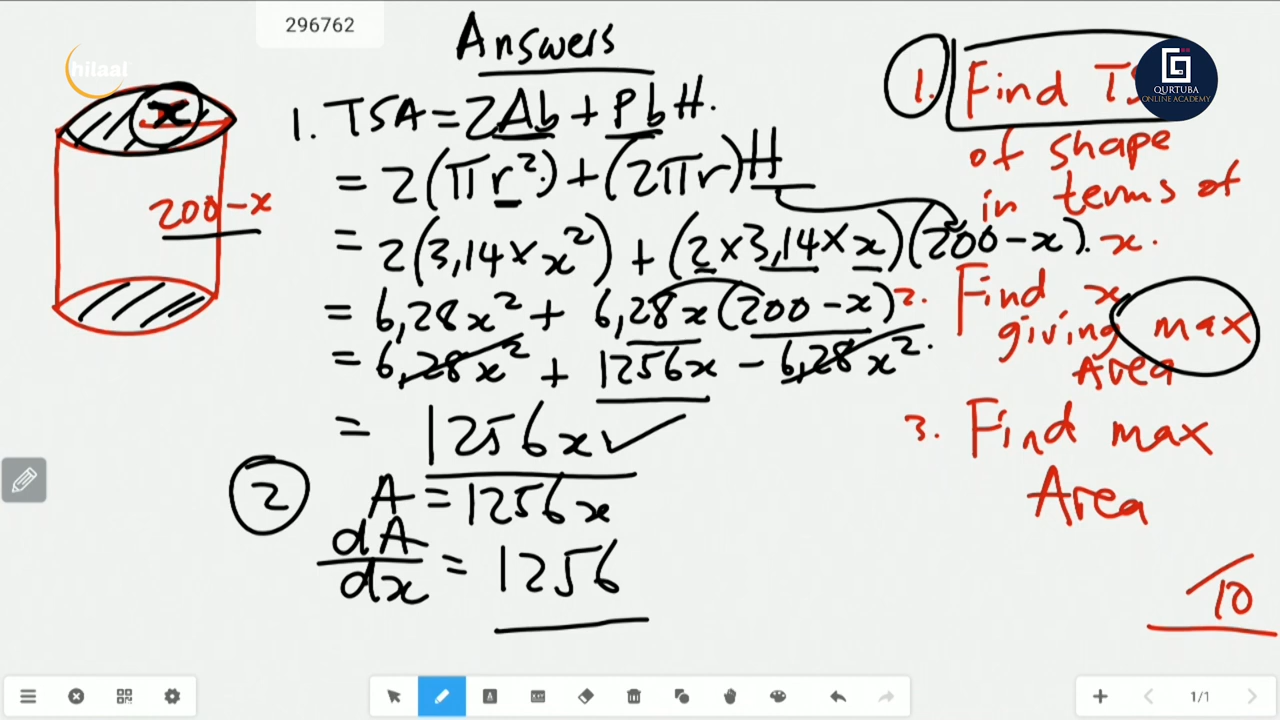 296762
hilaal
QURTUBA
ONLINE ACADEMY
Answers
x
200-x
1. TSA = 2Ab + PbH.
= 2(πr²) + (2πr)H
= 2(3,14 × x²) + (2 × 3,14 × x)(200 - x).
= 6,28x² + 6,28x(200 - x)
= 6,28x² + 1256x - 6,28x².
= 1256x ✓
2 A = 1256x
dA/dx = 1256
1. Find TS
of shape
in terms of
x.
2. Find x
giving max
Area
3. Find max
Area
/10
1/1